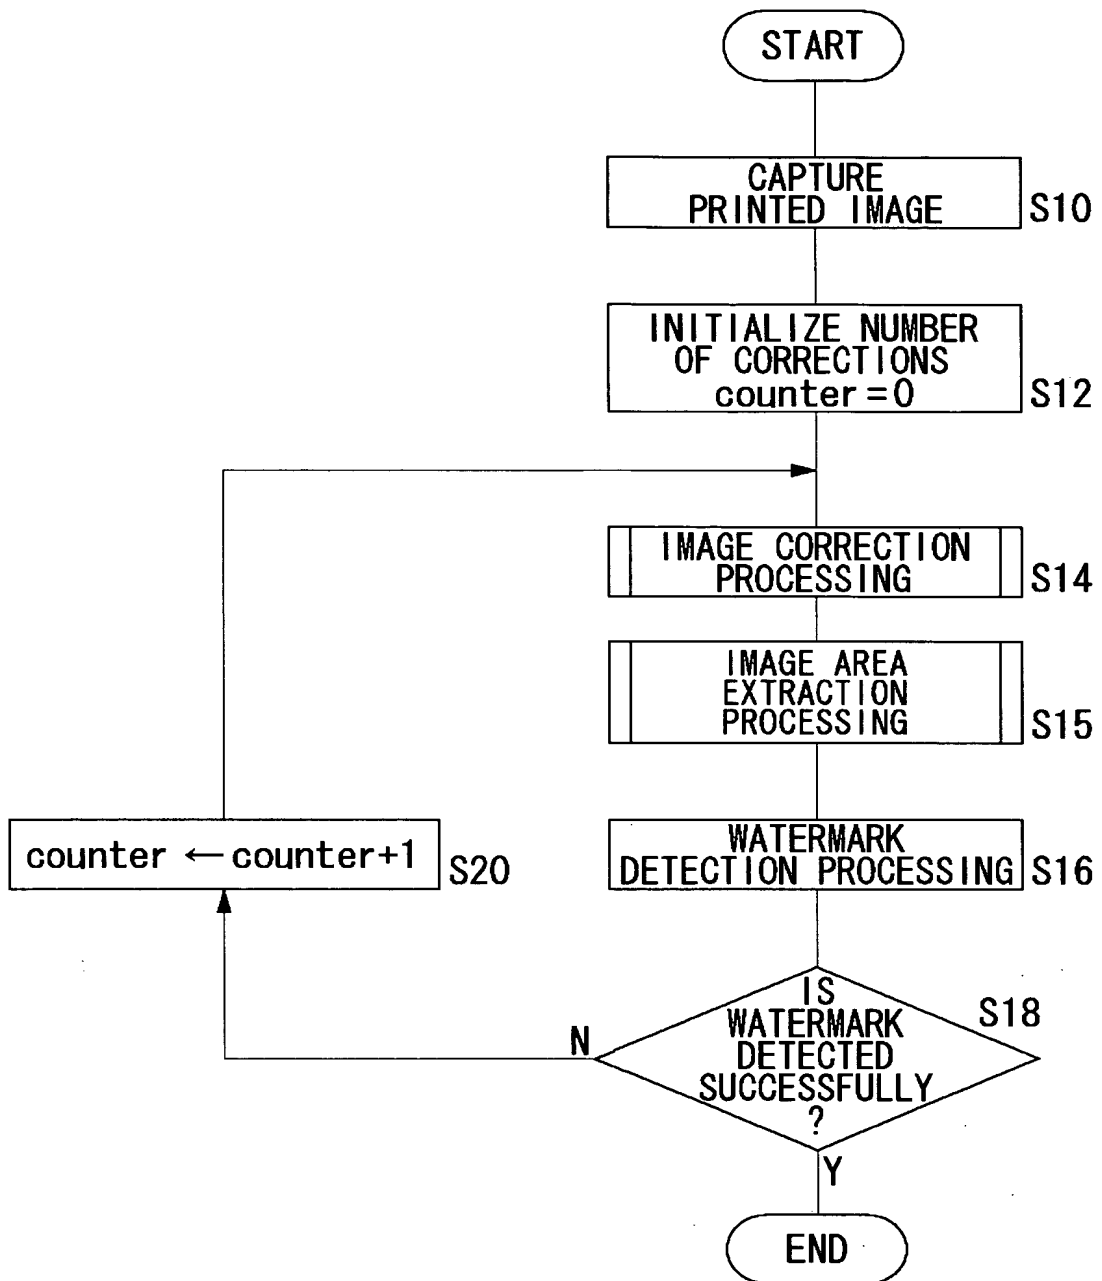 START
CAPTURE
PRINTED IMAGE
S10
INITIALIZE NUMBER
OF CORRECTIONS
counter=0
S12
IMAGE CORRECTION
PROCESSING
S14
IMAGE AREA
EXTRACTION
PROCESSING
S15
counter ← counter+1
S20
WATERMARK
DETECTION PROCESSING
S16
IS
WATERMARK
DETECTED
SUCCESSFULLY
?
S18
N
Y
END